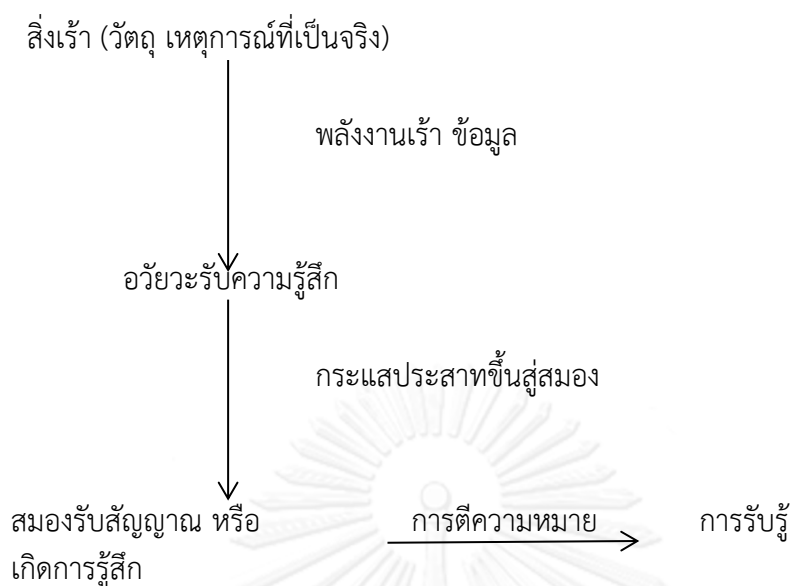 สิ่งเร้า (วัตถุ เหตุการณ์ที่เป็นจริง)
พลังงานเร้า ข้อมูล
อวัยวะรับความรู้สึก
กระแสประสาทขึ้นสู่สมอง
สมองรับสัญญาณ หรือ การตีความหมาย การรับรู้
เกิดการรู้สึก